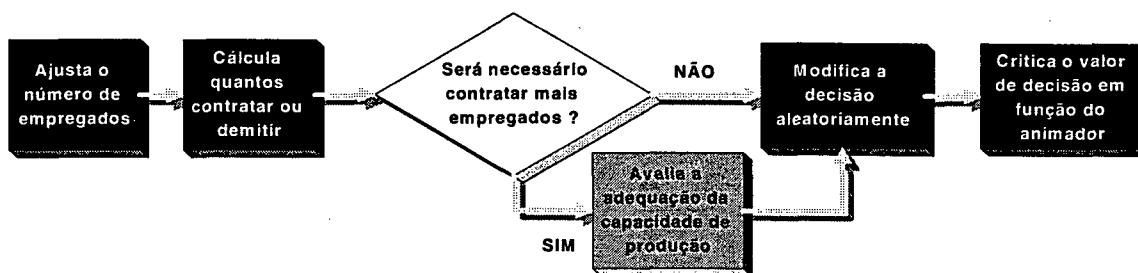 Ajusta o
número de
empregados
Cálcula
quantos
contratar ou
demitir
Será necessário
contratar mais
empregados ?
NÃO
Modifica a
decisão
aleatoriamente
Critica o valor
de decisão em
função do
animador
SIM
Avalia a
adequação da
capacidade de
produção